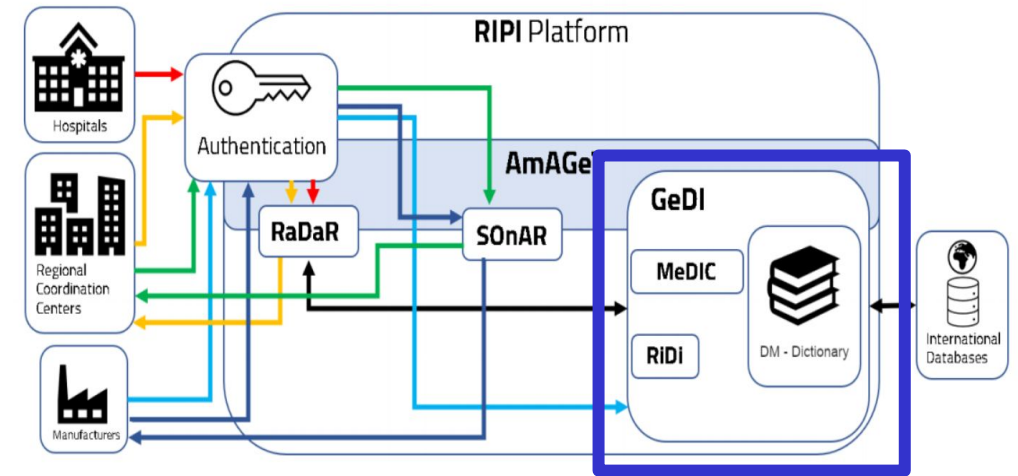 RIPI Platform
Hospitals
Authentication
AmAGe
GeDI
RaDaR
SOnAR
MeDIC
RiDi
DM - Dictionary
Regional
Coordination
Centers
International
Databases
Manufacturers